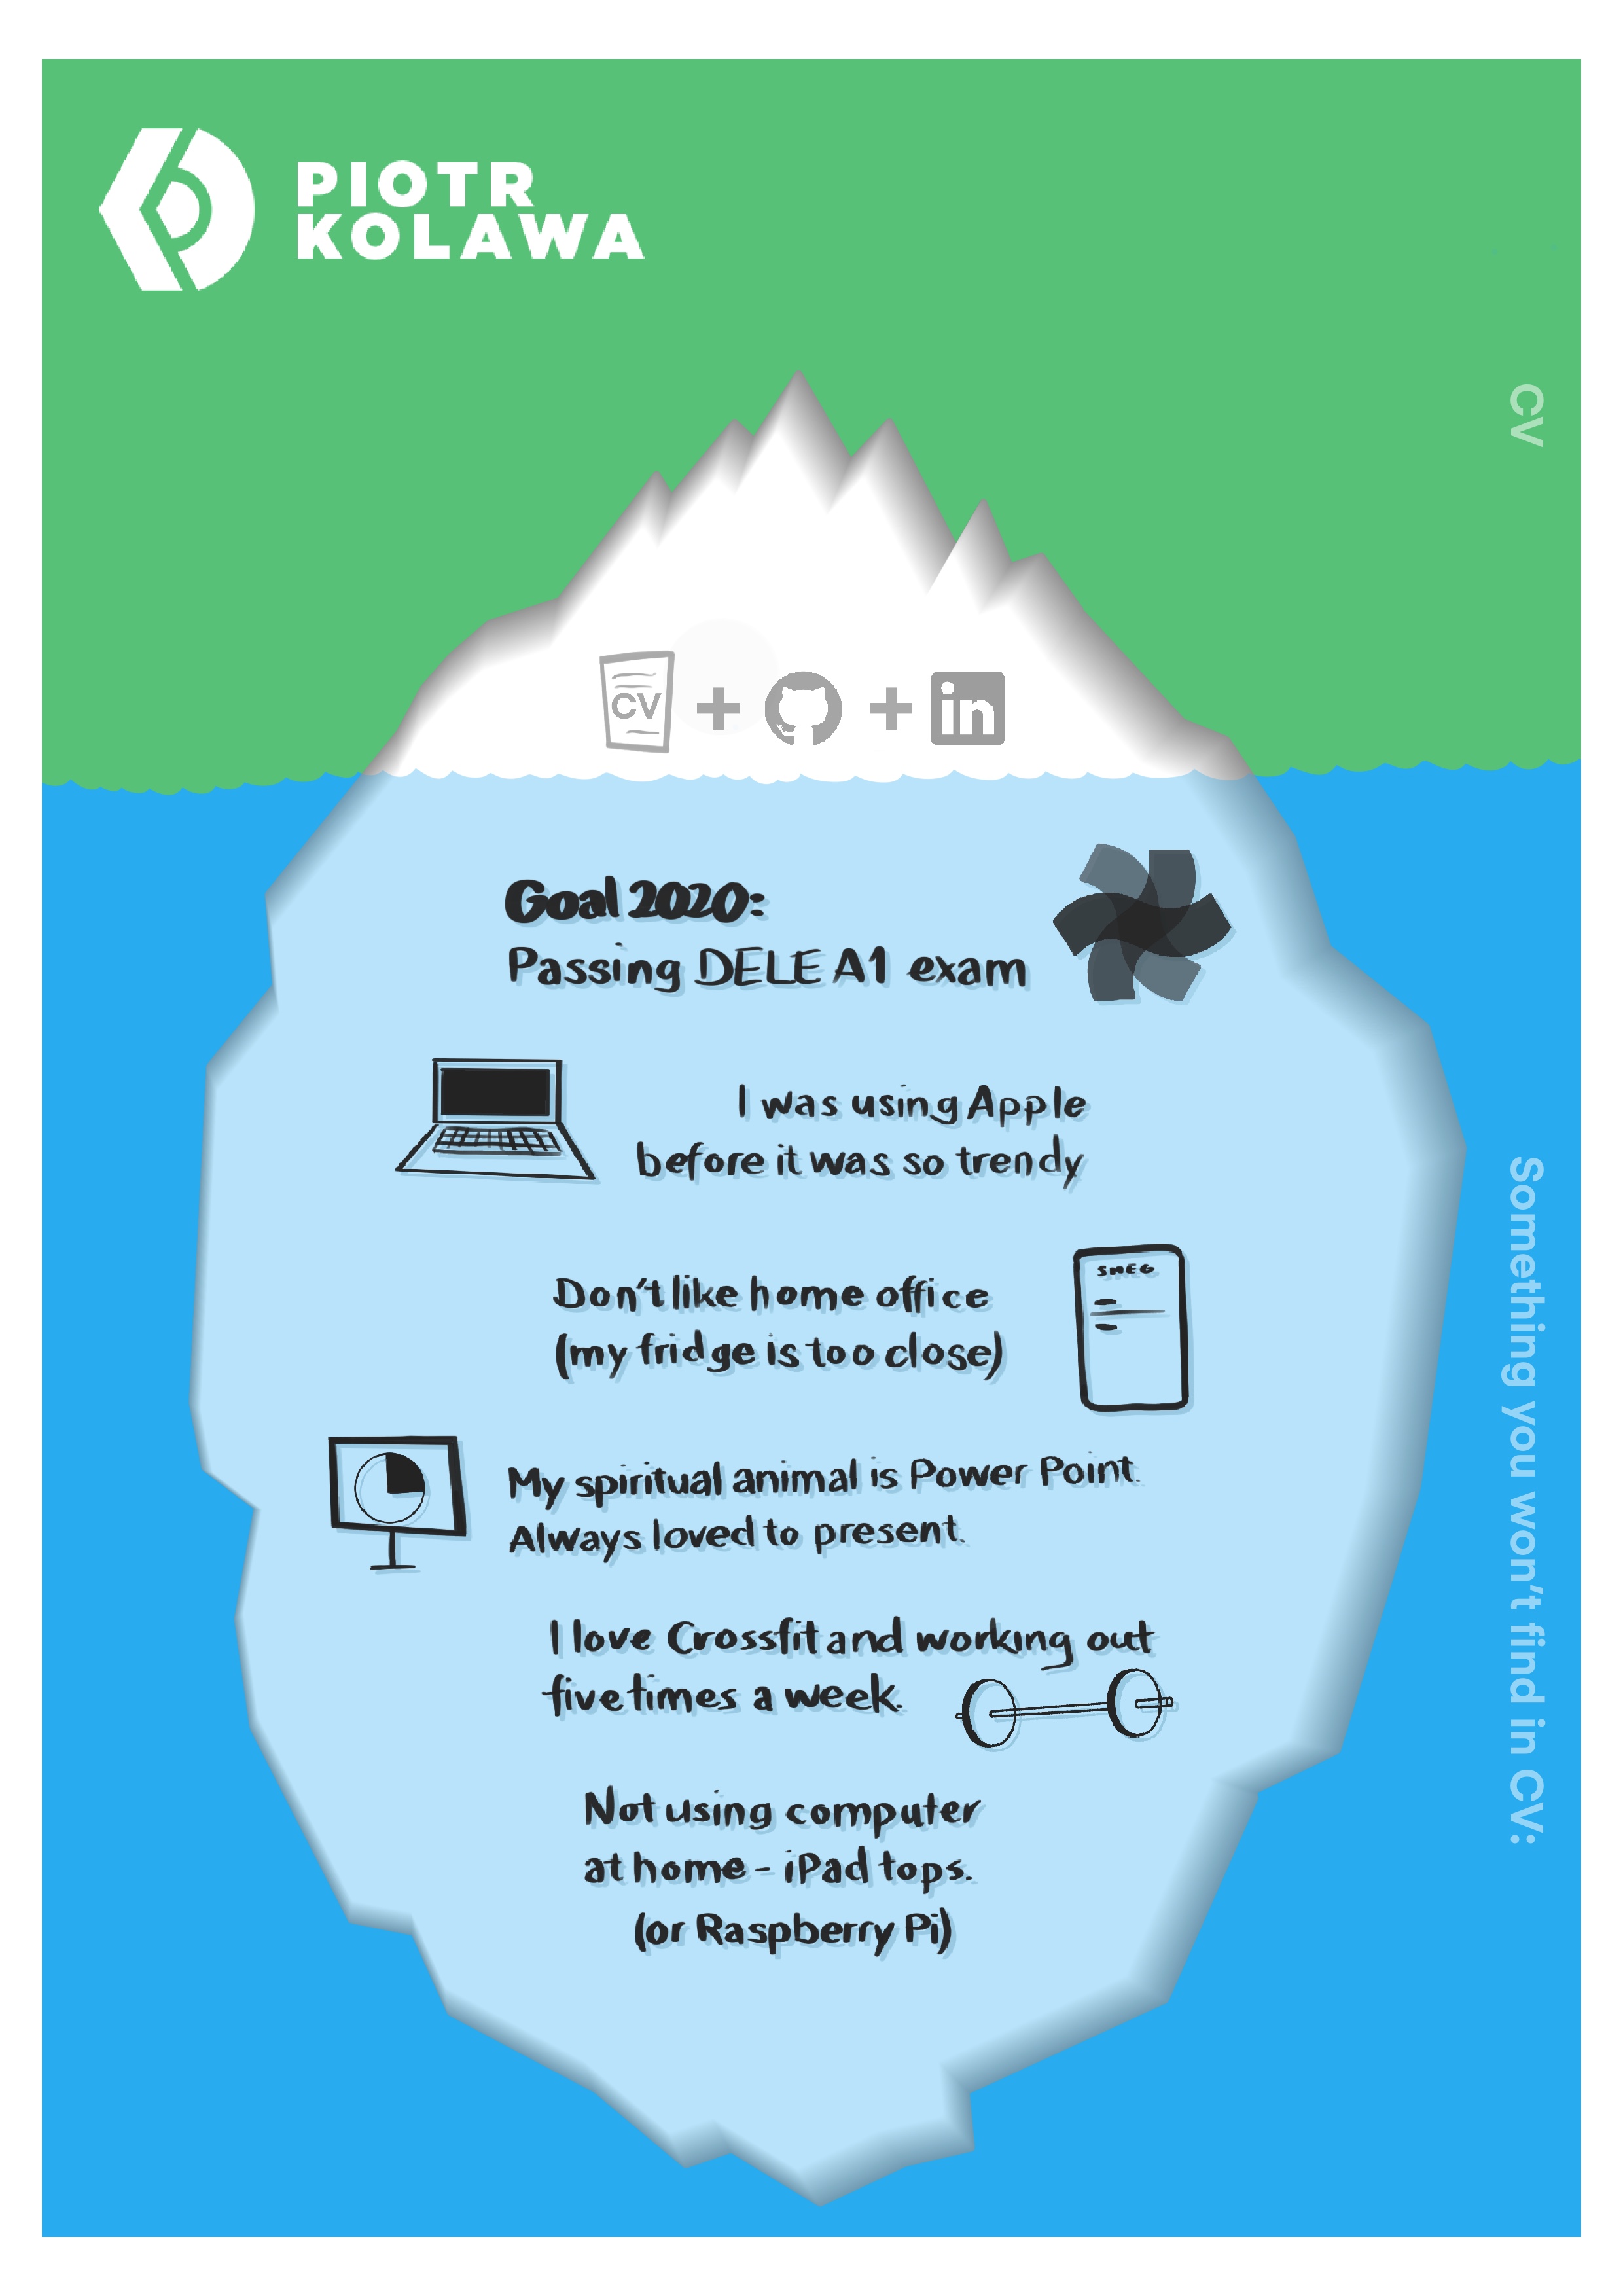 PIOTR
KOLAWA
CV
CV + + in
Goal 2020:
Passing DELE A1 exam
I was using Apple
before it was so trendy
Don't like home office
(my fridge is too close)
SMEG
My spiritual animal is Power Point.
Always loved to present.
I love Crossfit and working out
five times a week.
Not using computer
at home - iPad tops.
(or Raspberry Pi)
Something you won't find in CV: